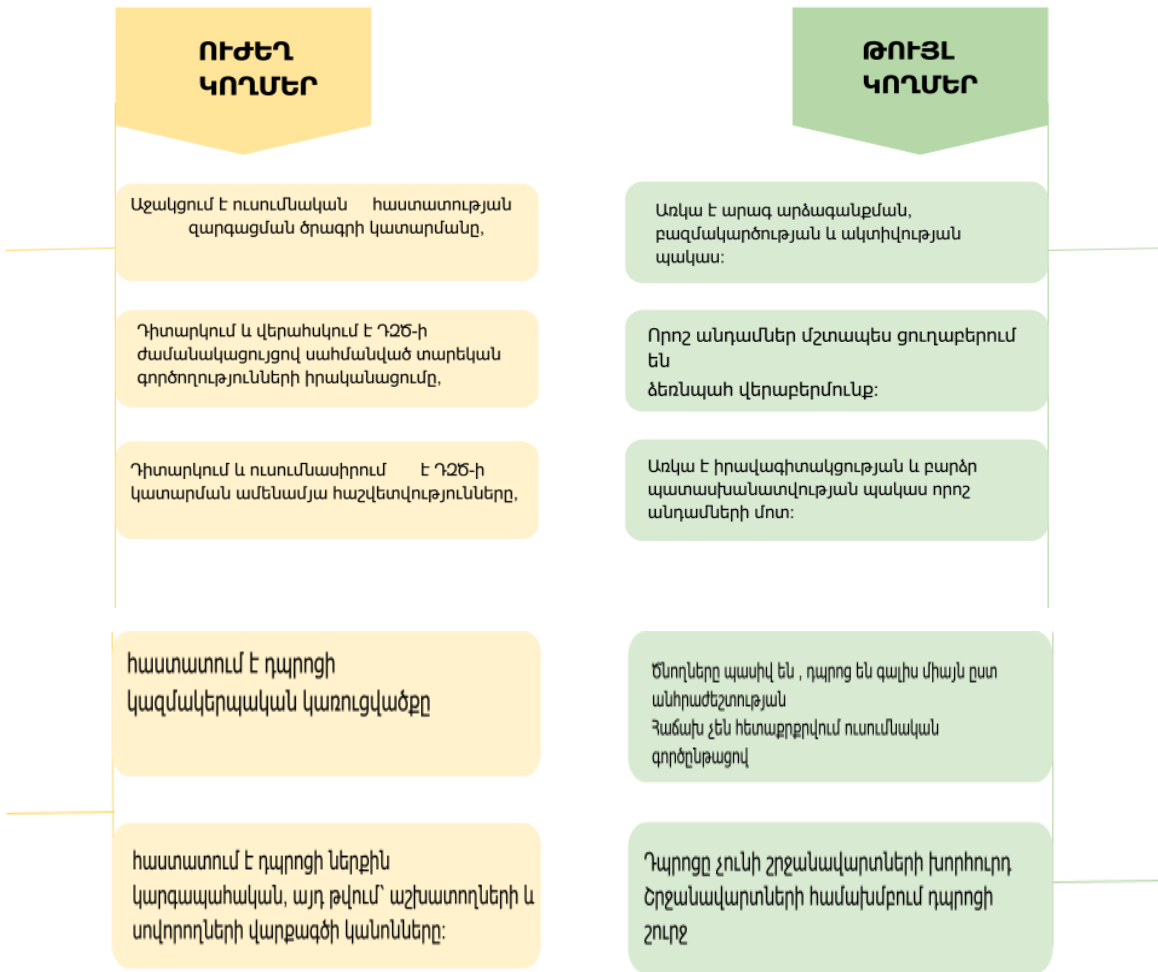 ՈՒԺԵՂ
ԿՈՂՄԵՐ
Աջակցում է ուսումնական հաստատության
զարգացման ծրագրի կատարմանը,
Դիտարկում և վերահսկում է ԴԶԾ-ի
ժամանակացույցով սահմանված տարեկան
գործողությունների իրականացումը,
Դիտարկում և ուսումնասիրում է ԴԶԾ-ի
կատարման ամենամյա հաշվետվությունները,
հաստատում է դպրոցի
կազմակերպական կառուցվածքը
հաստատում է դպրոցի ներքին
կարգապահական, այդ թվում՝ աշխատողների և
սովորողների վարքագծի կանոնները։
ԹՈՒՅԼ
ԿՈՂՄԵՐ
Առկա է արագ արձագանքման,
բազմակարծության և ակտիվության
պակաս։
Որոշ անդամներ մշտապես ցուցաբերում
են
ձեռնպահ վերաբերմունք։
Առկա է իրավագիտակցության և բարձր
պատասխանատվության պակաս որոշ
անդամների մոտ։
Ծնողները պասիվ են , դպրոց են գալիս միայն ըստ
անհրաժեշտության
Հաճախ չեն հետաքրքրվում ուսումնական
գործընթացով
Դպրոցը չունի շրջանավարտների խորհուրդ
Շրջանավարտների համախմբում դպրոցի
շուրջ